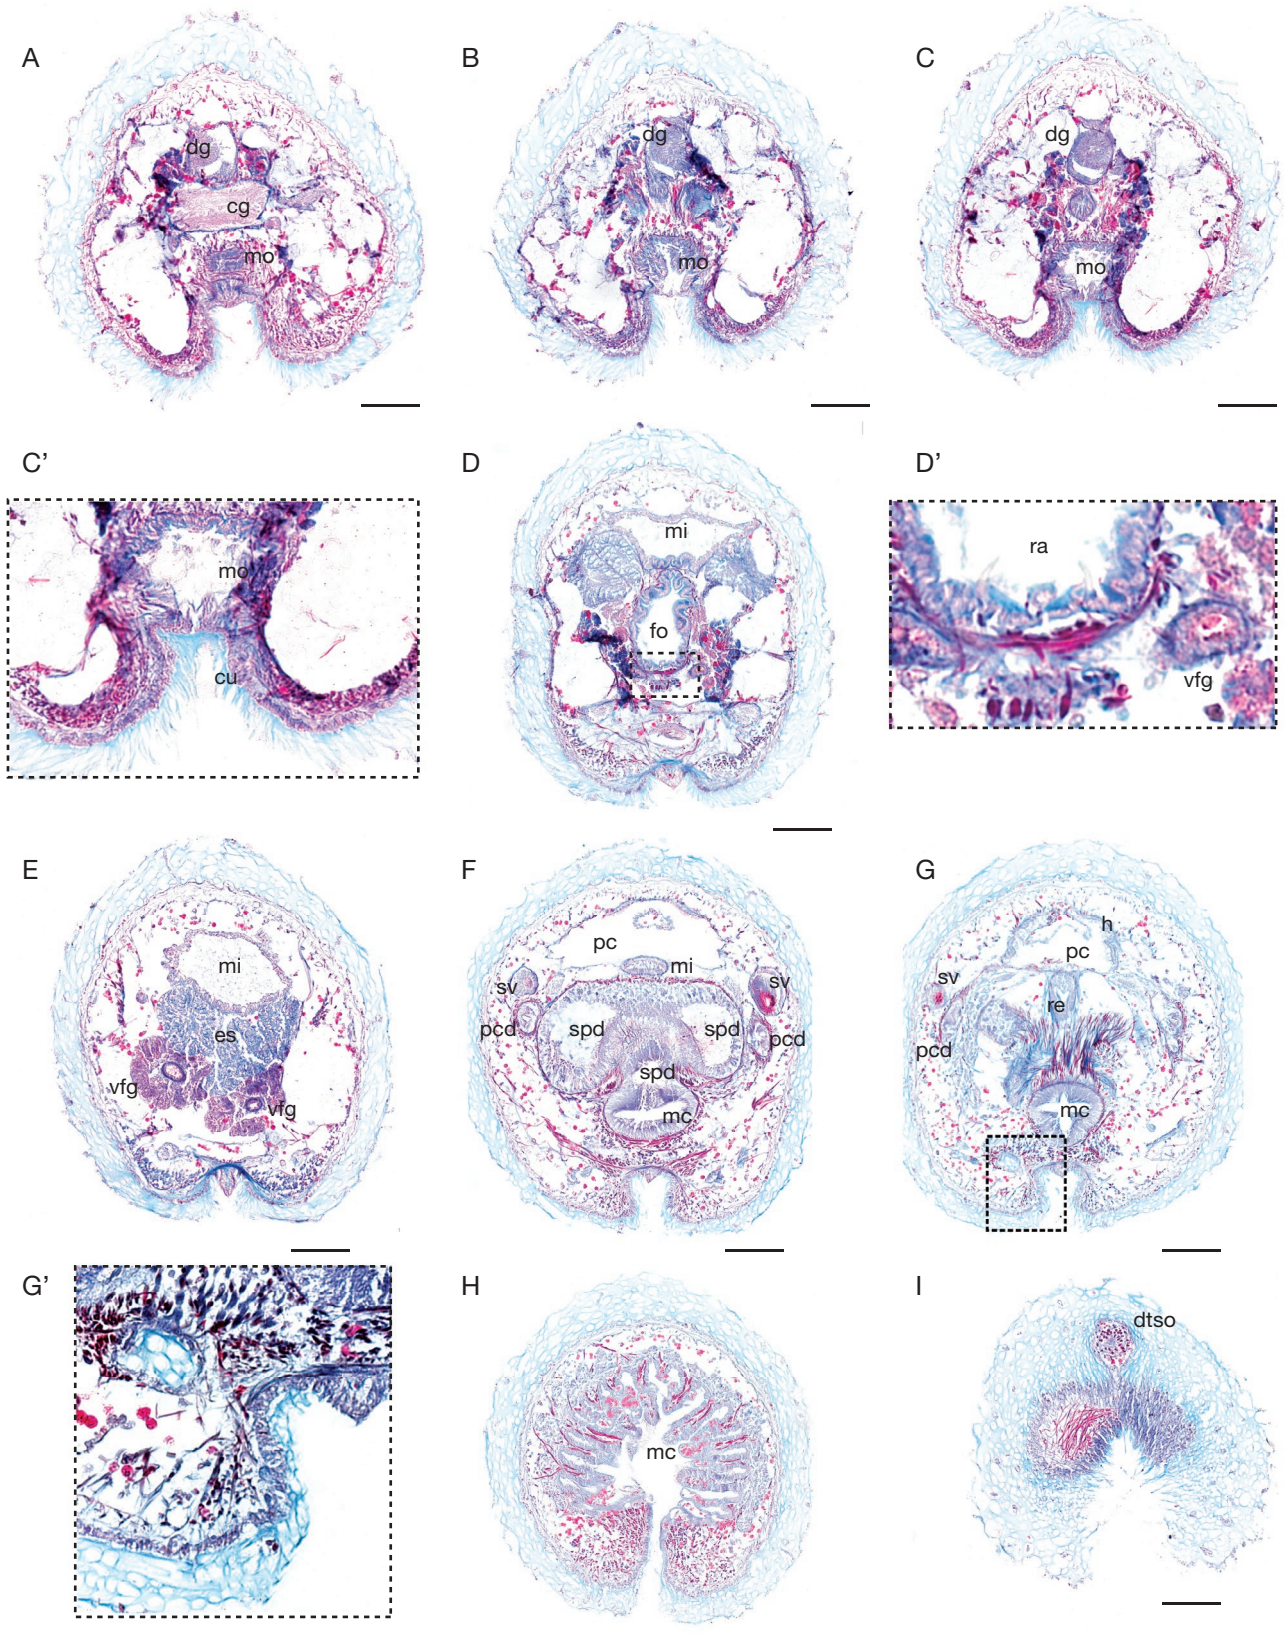 A
dg
cg
mo
B
dg
mo
C
dg
mo
C’
mo
cu
D
mi
fo
D’
ra
vfg
E
mi
es
vfg
vfg
F
pc
mi
sv
sv
pcd
spd
spd
pcd
spd
mc
G
h
pc
sv
re
pcd
mc
G’
H
mc
I
dtso